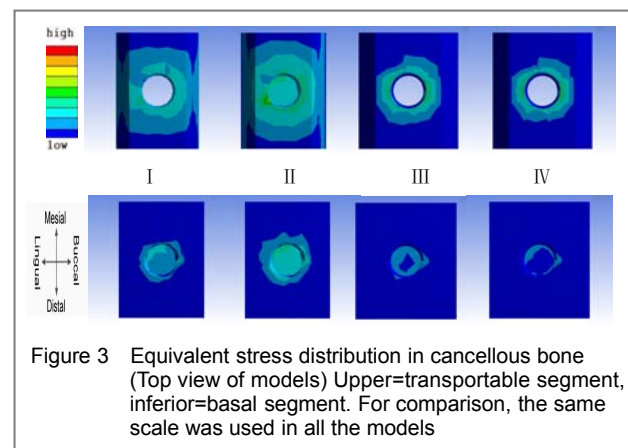 high
low
Ⅰ Ⅱ Ⅲ Ⅳ
Mesial
Lingual
Buccal
Distal
Figure 3 Equivalent stress distribution in cancellous bone
(Top view of models) Upper=transportable segment,
inferior=basal segment. For comparison, the same
scale was used in all the models